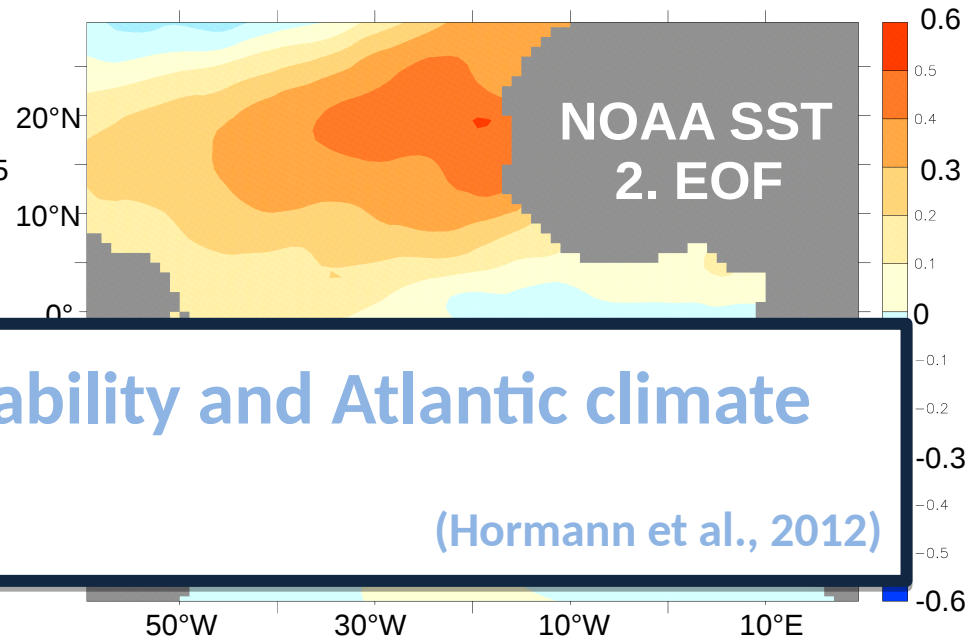 0.6
0.5
20°N
NOAA SST
0.4
5
2. EOF
0.3
10°N
0.2
0.1
0°
0
-0.1
ability and Atlantic climate
-0.2
-0.3
(Hormann et al., 2012)
-0.4
-0.5
-0.6
50°W 30°W 10°W 10°E